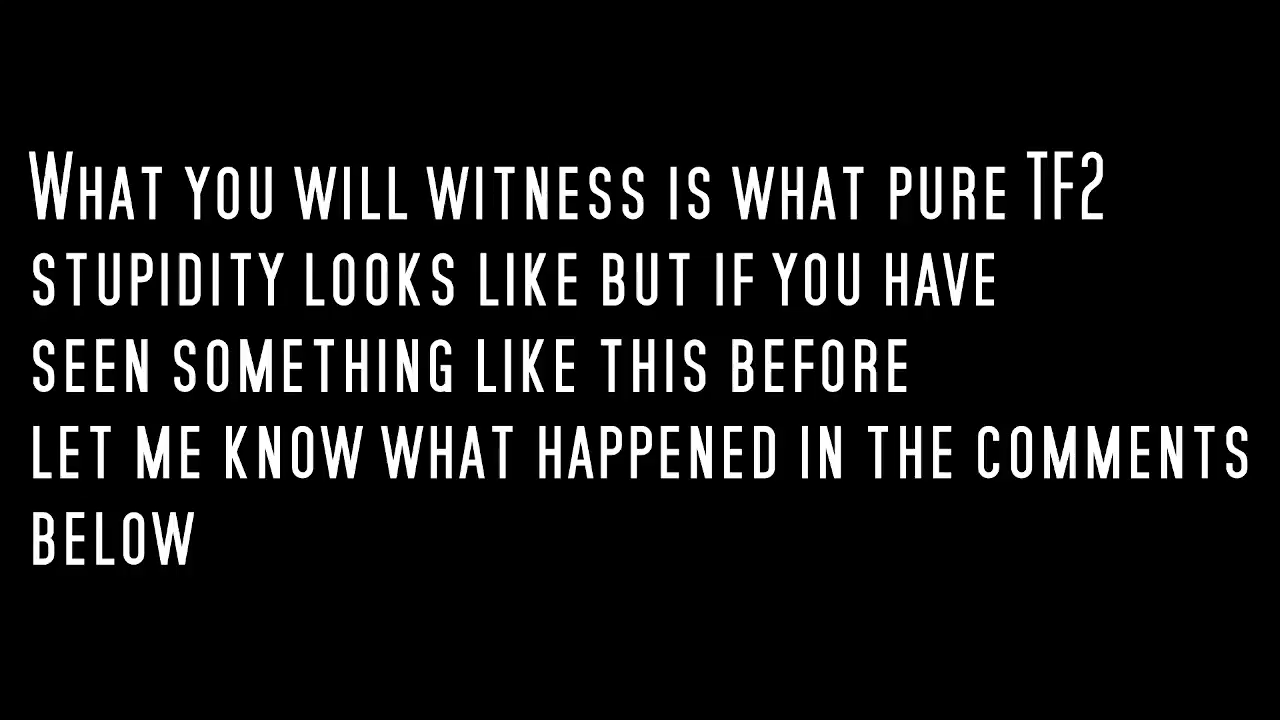 What you will witness is what pure TF2
stupidity looks like but if you have
seen something like this before
let me know what happened in the comments
below